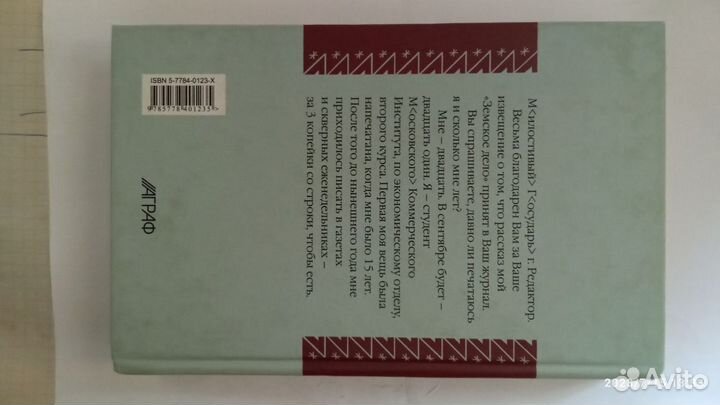 М<илостивый> Г<осударь> г. Редактор.
Весьма благодарен Вам за Ваше
извещение о том, что рассказ мой
«Земское дело» принят в Ваш журнал.
Вы спрашиваете, давно ли печатаюсь
я и сколько мне лет?
Мне – двадцать. В сентябре будет –
двадцать один. Я – студент
М<осковского> Коммерческого
Института, по экономическому отделу,
второго курса. Первая моя вещь была
напечатана, когда мне было 15 лет.
После того до нынешнего года мне
приходилось писать в газетах
и скверных еженедельниках –
за 3 копейки со строки, чтобы есть.
ISBN 5-7784-0123-X
9785778401235>
АГРАФ
Avito